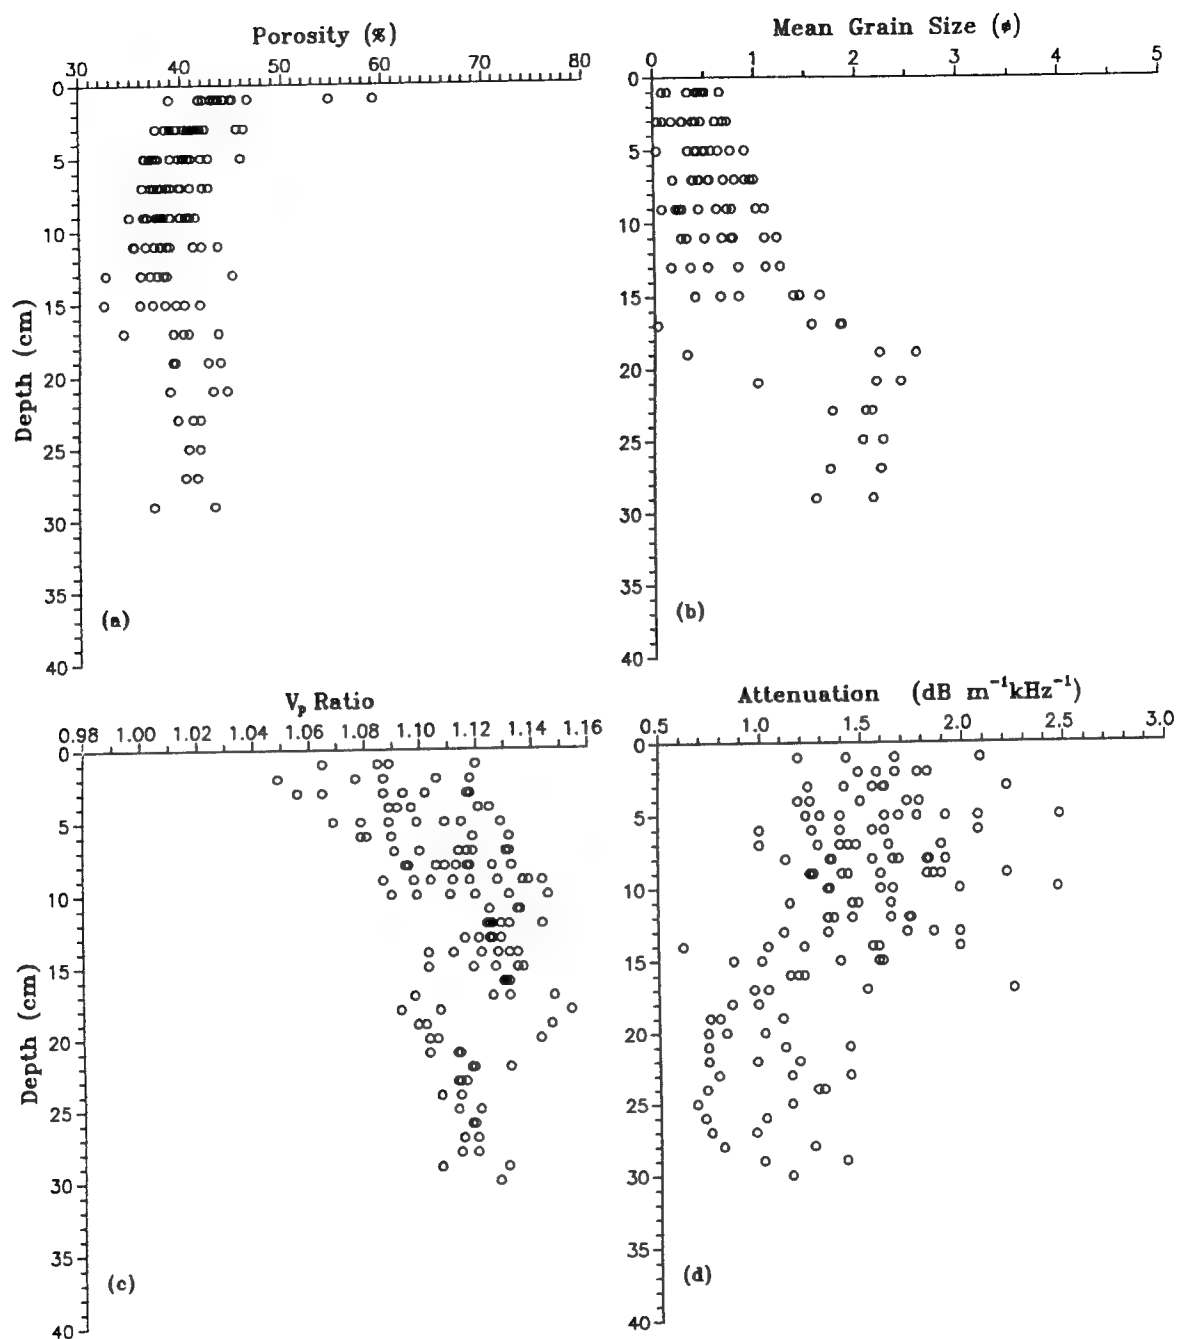 Porosity (%)
30 40 50 60 70 80
0
5
10
15
20
25
30
35
40
Depth (cm)
(a)
Mean Grain Size (ϕ)
0 1 2 3 4 5
0
5
10
15
20
25
30
35
40
(b)
Vp Ratio
0.98 1.00 1.02 1.04 1.06 1.08 1.10 1.12 1.14 1.16
0
5
10
15
20
25
30
35
40
Depth (cm)
(c)
Attenuation (dB m⁻¹kHz⁻¹)
0.5 1.0 1.5 2.0 2.5 3.0
0
5
10
15
20
25
30
35
40
(d)